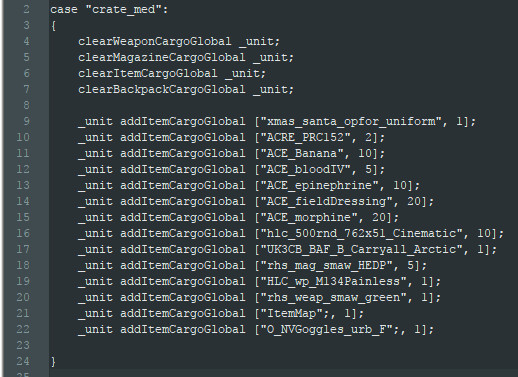 2 case "crate_med":
3 {
4 clearWeaponCargoGlobal _unit;
5 clearMagazineCargoGlobal _unit;
6 clearItemCargoGlobal _unit;
7 clearBackpackCargoGlobal _unit;
8
9 _unit addItemCargoGlobal ["xmas_santa_opfor_uniform", 1];
10 _unit addItemCargoGlobal ["ACRE_PRC152", 2];
11 _unit addItemCargoGlobal ["ACE_Banana", 10];
12 _unit addItemCargoGlobal ["ACE_bloodIV", 5];
13 _unit addItemCargoGlobal ["ACE_epinephrine", 10];
14 _unit addItemCargoGlobal ["ACE_fieldDressing", 20];
15 _unit addItemCargoGlobal ["ACE_morphine", 20];
16 _unit addItemCargoGlobal ["hlc_500rnd_762x51_Cinematic", 10];
17 _unit addItemCargoGlobal ["UK3CB_BAF_B_Carryall_Arctic", 1];
18 _unit addItemCargoGlobal ["rhs_mag_smaw_HEDP", 5];
19 _unit addItemCargoGlobal ["HLC_wp_M134Painless", 1];
20 _unit addItemCargoGlobal ["rhs_weap_smaw_green", 1];
21 _unit addItemCargoGlobal ["ItemMap";, 1];
22 _unit addItemCargoGlobal ["O_NVGoggles_urb_F";, 1];
23
24 }
25